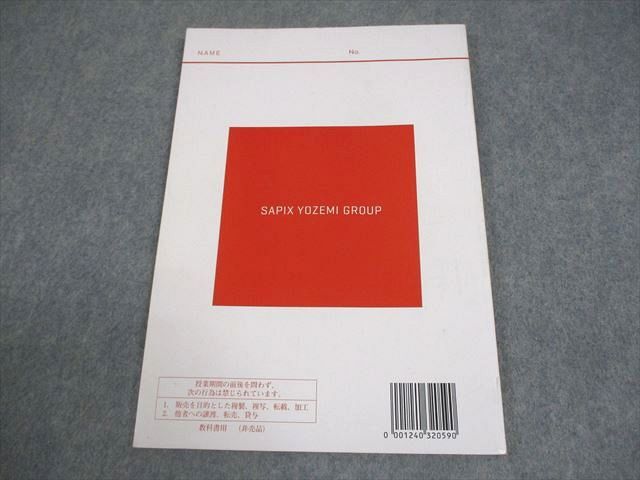 NAME No.
SAPIX YOZEMI GROUP
授業期間の前後を問わず、
次の行為は禁じられています。
1. 販売を目的とした複製、複写、転載、加工
2. 他者への譲渡、転売、貸与
教科書用 (非売品)
0 001240 320590